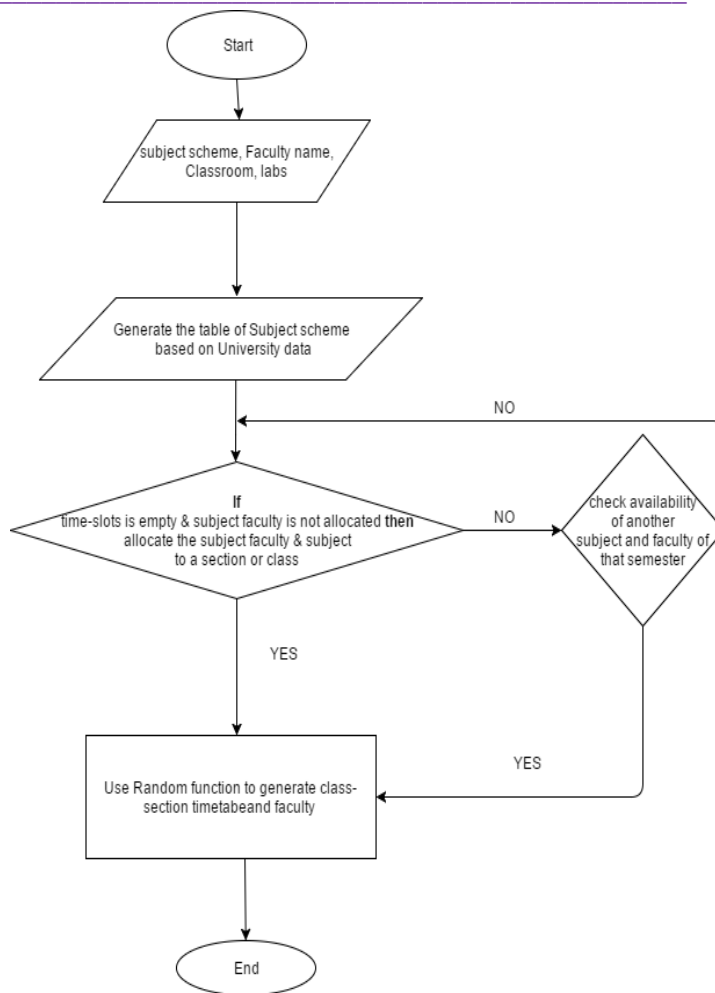 Start
subject scheme, Faculty name,
Classroom, labs
Generate the table of Subject scheme
based on University data
NO
If
time-slots is empty & subject faculty is not allocated then
allocate the subject faculty & subject
to a section or class
NO
check availability
of another
subject and faculty of
that semester
YES
YES
Use Random function to generate class-
section timetabeand faculty
End